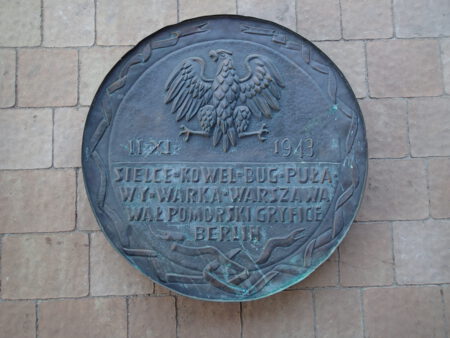 11·XI 1943
SIELCE·KOWEL·BUG·PUŁA·
WY·WARKA·WARSZAWA
WAŁ POMORSKI GRYFICE
BERLIN